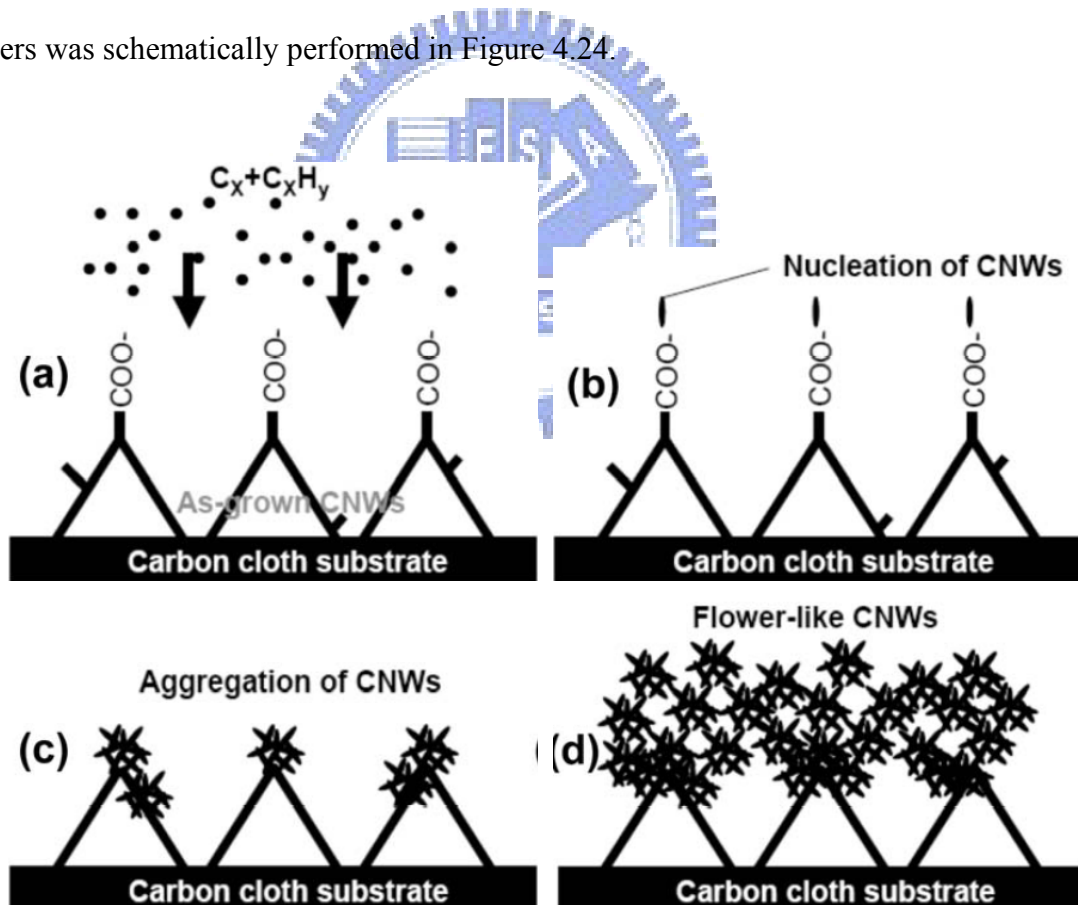 ers was schematically performed in Figure 4.24.
ESA
Cx+CxHy
COO-
COO-
COO-
(a)
As-grown CNWs
Carbon cloth substrate
Nucleation of CNWs
COO-
COO-
COO-
(b)
Carbon cloth substrate
Aggregation of CNWs
(c)
Carbon cloth substrate
Flower-like CNWs
(d)
Carbon cloth substrate